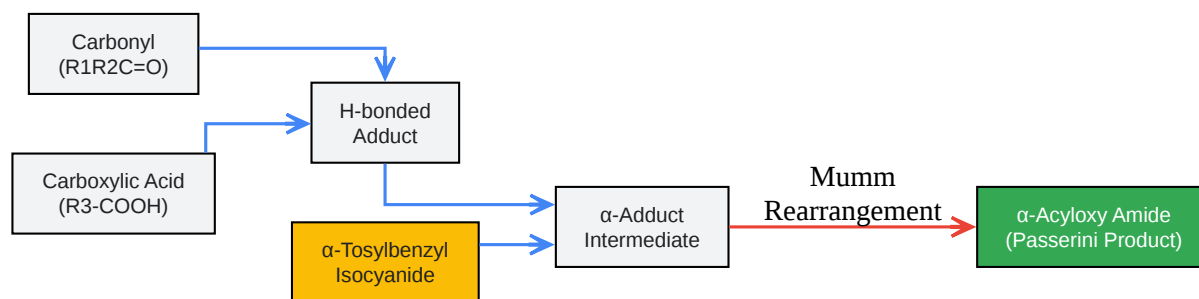 Carbonyl
(R1R2C=O)
H-bonded
Adduct
Carboxylic Acid
(R3-COOH)
α-Tosylbenzyl
Isocyanide
α-Adduct
Intermediate
Mumm
Rearrangement
α-Acyloxy Amide
(Passerini Product)